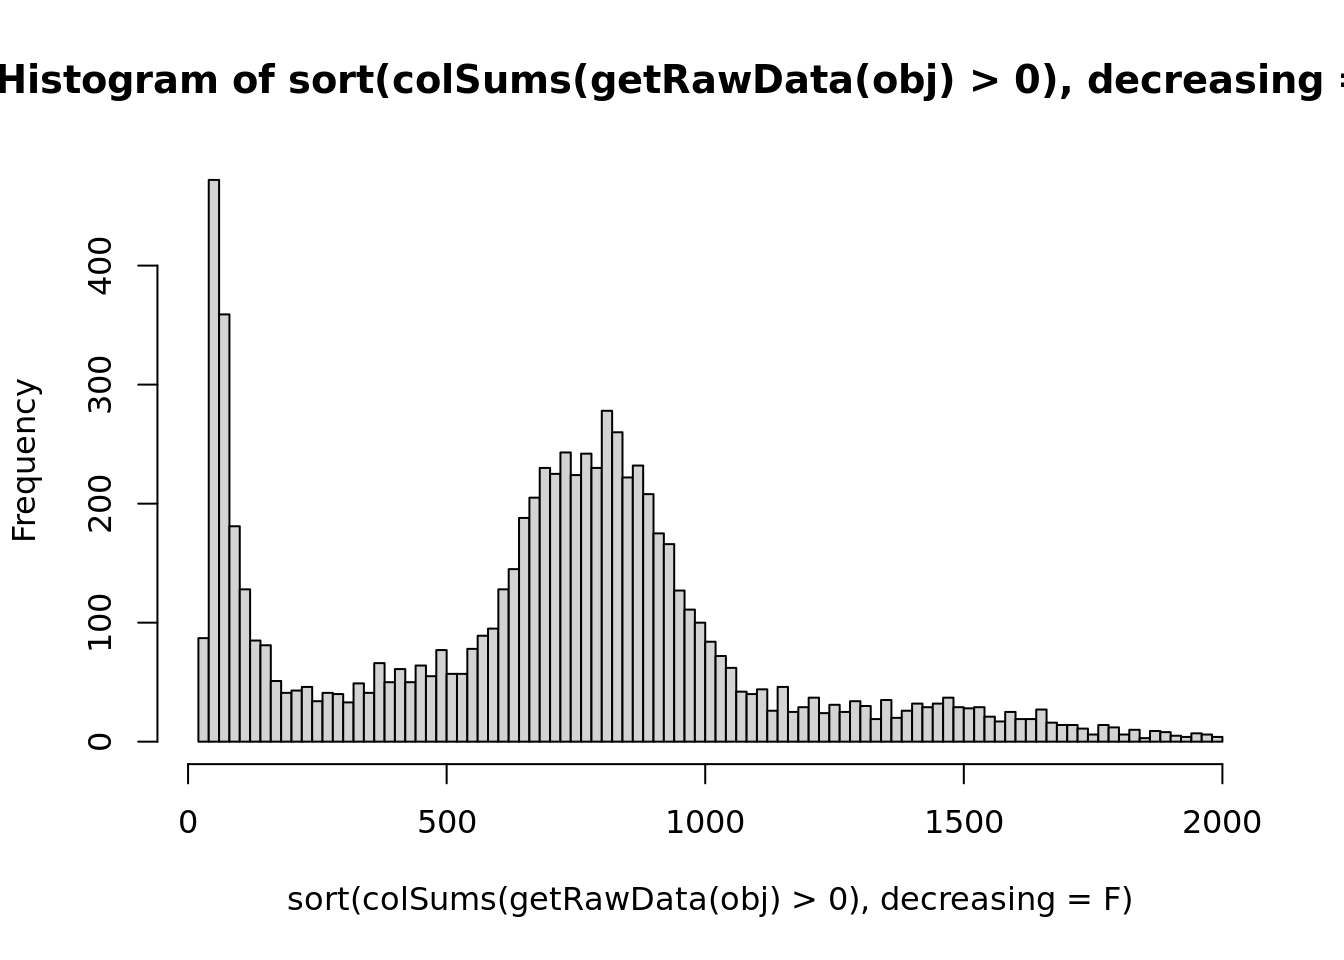 Histogram of sort(colSums(getRawData(obj) > 0), decreasing =
Frequency
400
300
200
100
0
0 500 1000 1500 2000
sort(colSums(getRawData(obj) > 0), decreasing = F)